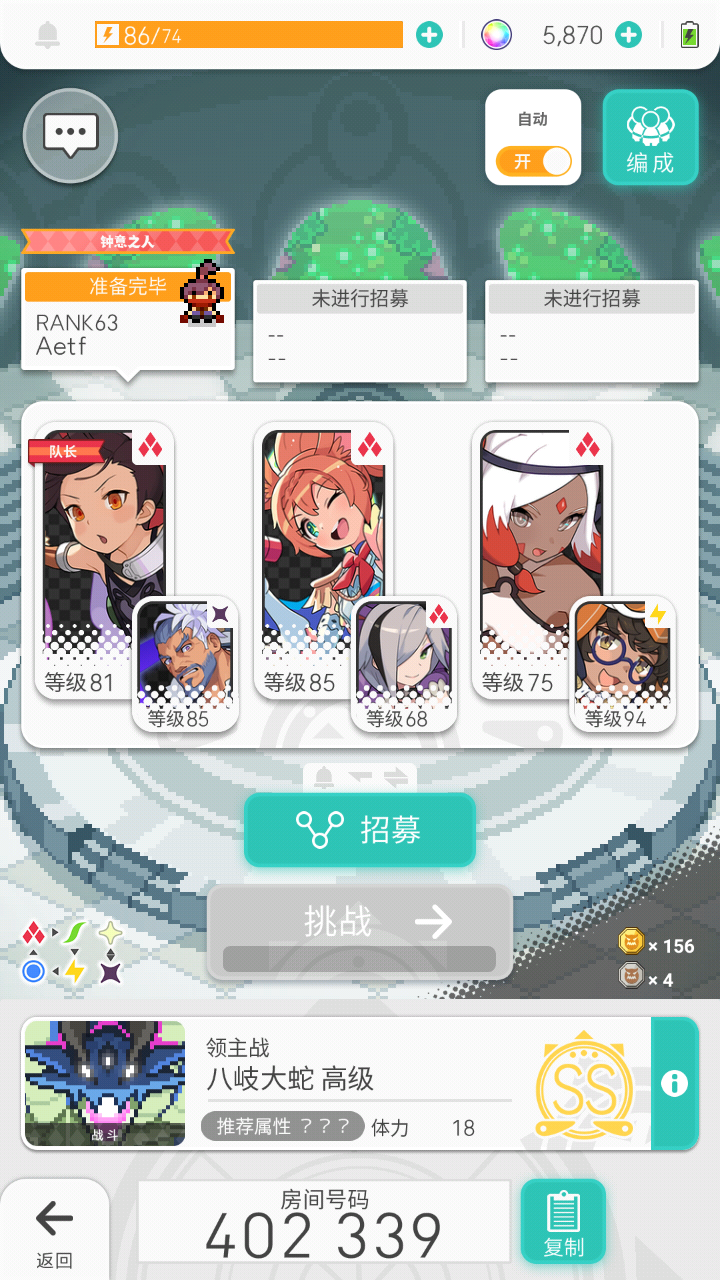 86/74
5,870
自动
开
编成
钟意之人
准备完毕
RANK63
Aetf
未进行招募
--
--
未进行招募
--
--
队长
等级81
等级85
等级85
等级68
等级75
等级94
招募
挑战
× 156
× 4
战斗
领主战
八岐大蛇 高级
推荐属性 ？？？
体力 18
SS
返回
房间号码
402 339
复制